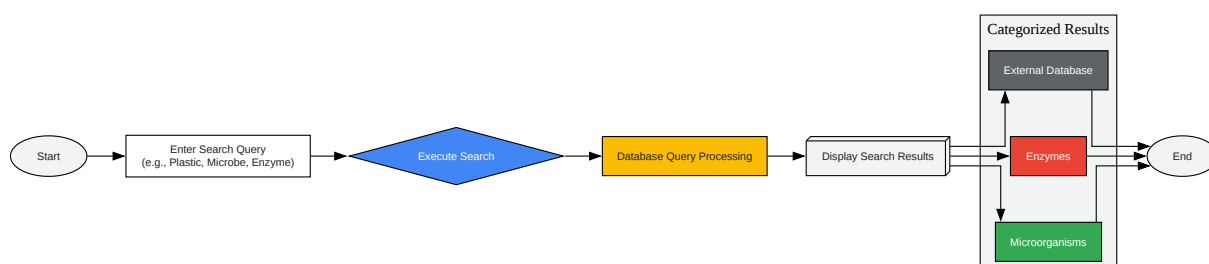 Start
Enter Search Query
(e.g., Plastic, Microbe, Enzyme)
Execute Search
Database Query Processing
Display Search Results
Categorized Results
External Database
Enzymes
Microorganisms
End